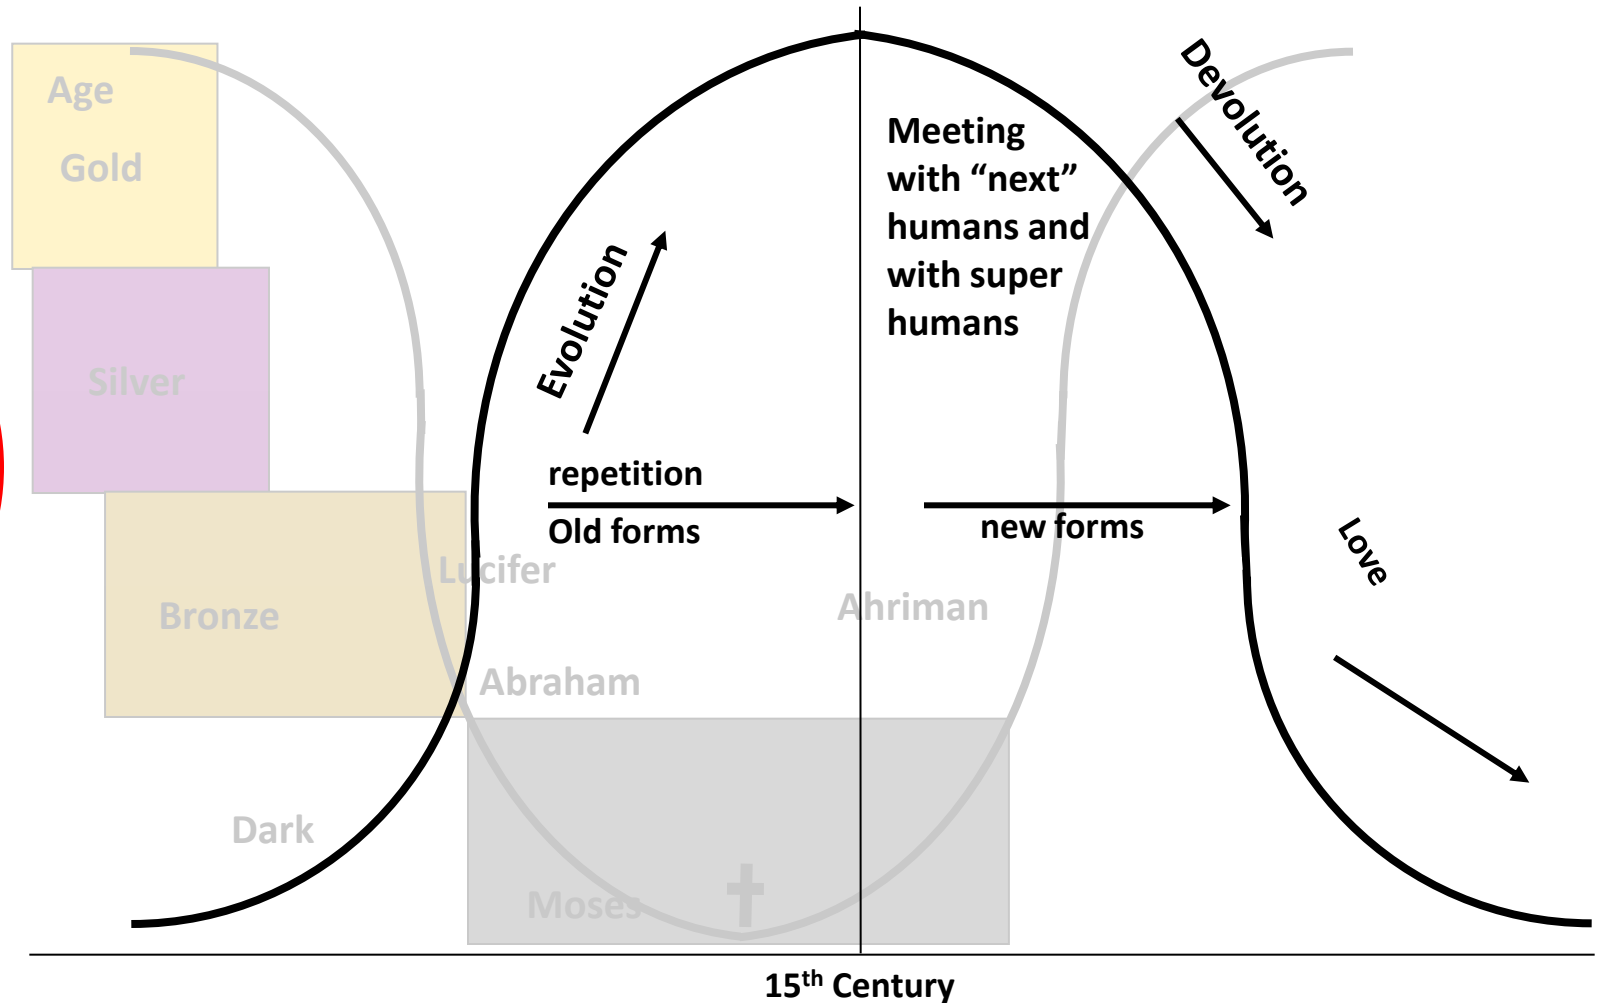 Age
Gold
Silver
Bronze
Dark
Lucifer
Abraham
Moses
Ahriman
Evolution
repetition
Old forms
Meeting
with “next”
humans and
with super
humans
new forms
Devolution
Love
15th Century